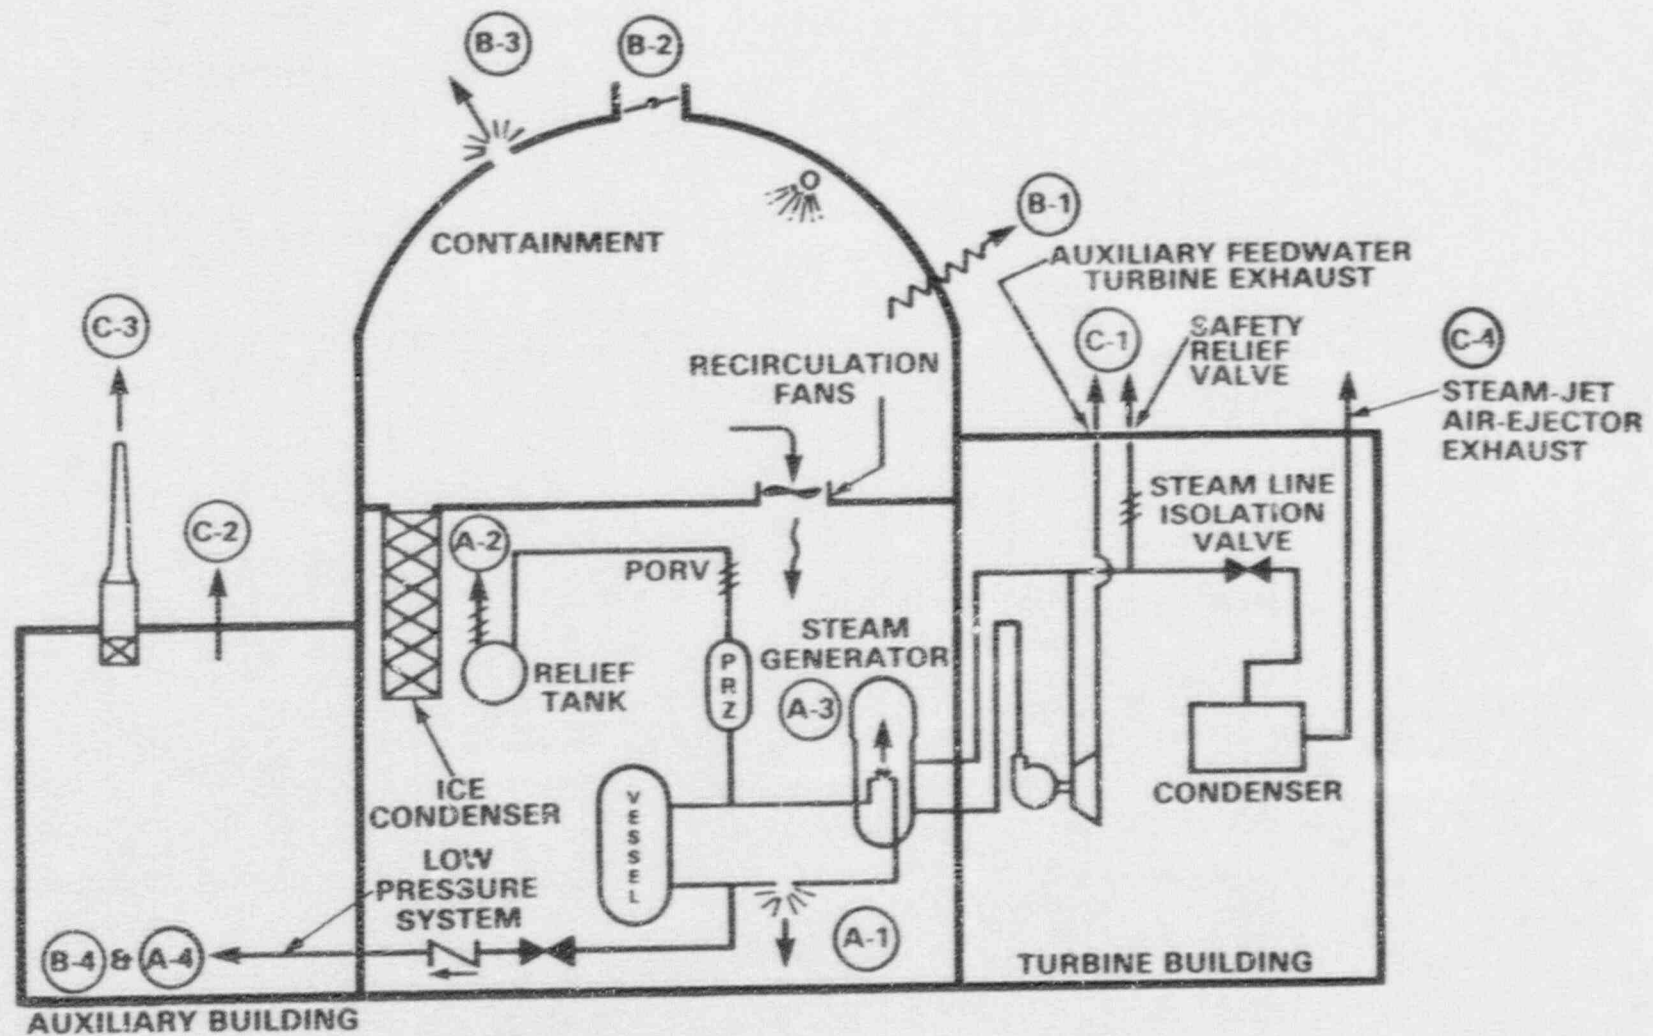 B-3
B-2
B-1
CONTAINMENT
AUXILIARY FEEDWATER
TURBINE EXHAUST
C-3
C-1
SAFETY
RELIEF
VALVE
C-4
RECIRCULATION
FANS
STEAM-JET
AIR-EJECTOR
EXHAUST
C-2
A-2
STEAM LINE
ISOLATION
VALVE
PORV
STEAM
GENERATOR
RELIEF
TANK
PRZ
A-3
ICE
CONDENSER
VESSEL
CONDENSER
LOW
PRESSURE
SYSTEM
B-4 & A-4
A-1
TURBINE BUILDING
AUXILIARY BUILDING